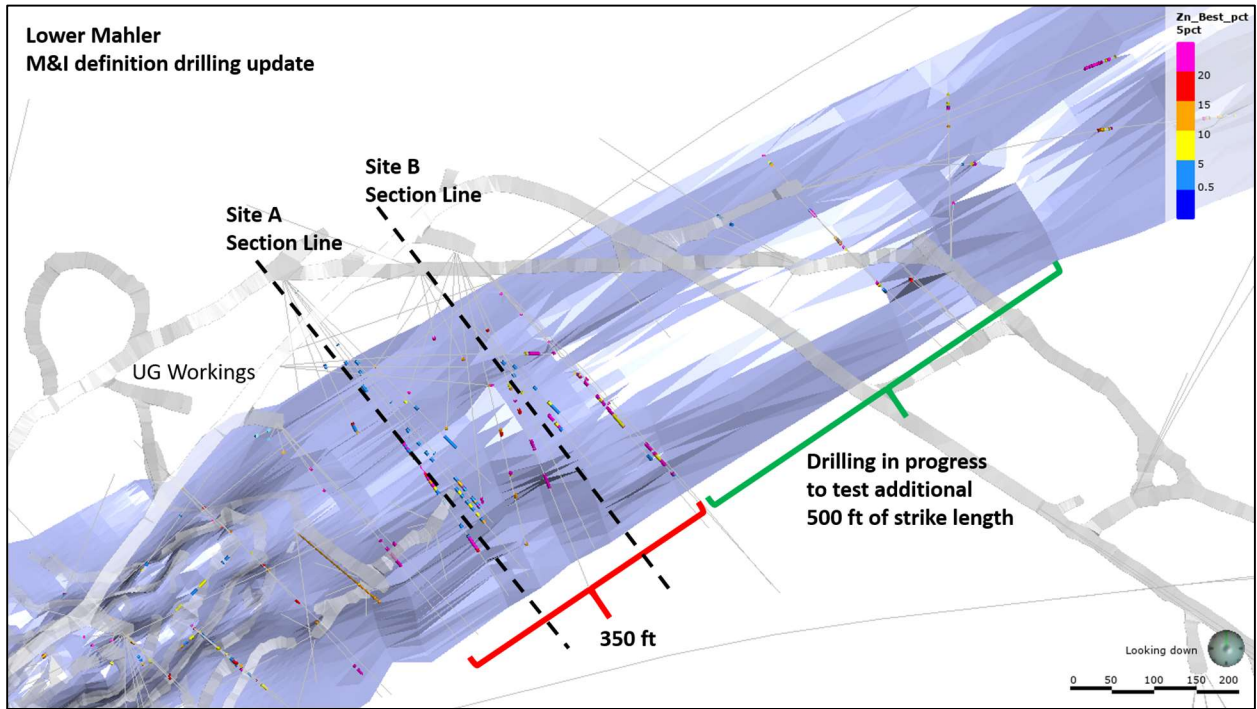 Lower Mahler
M&I definition drilling update
Zn_Best_pct
5pct
20
15
10
5
0.5
Site B
Section Line
Site A
Section Line
UG Workings
Drilling in progress
to test additional
500 ft of strike length
350 ft
Looking down
0 50 100 150 200